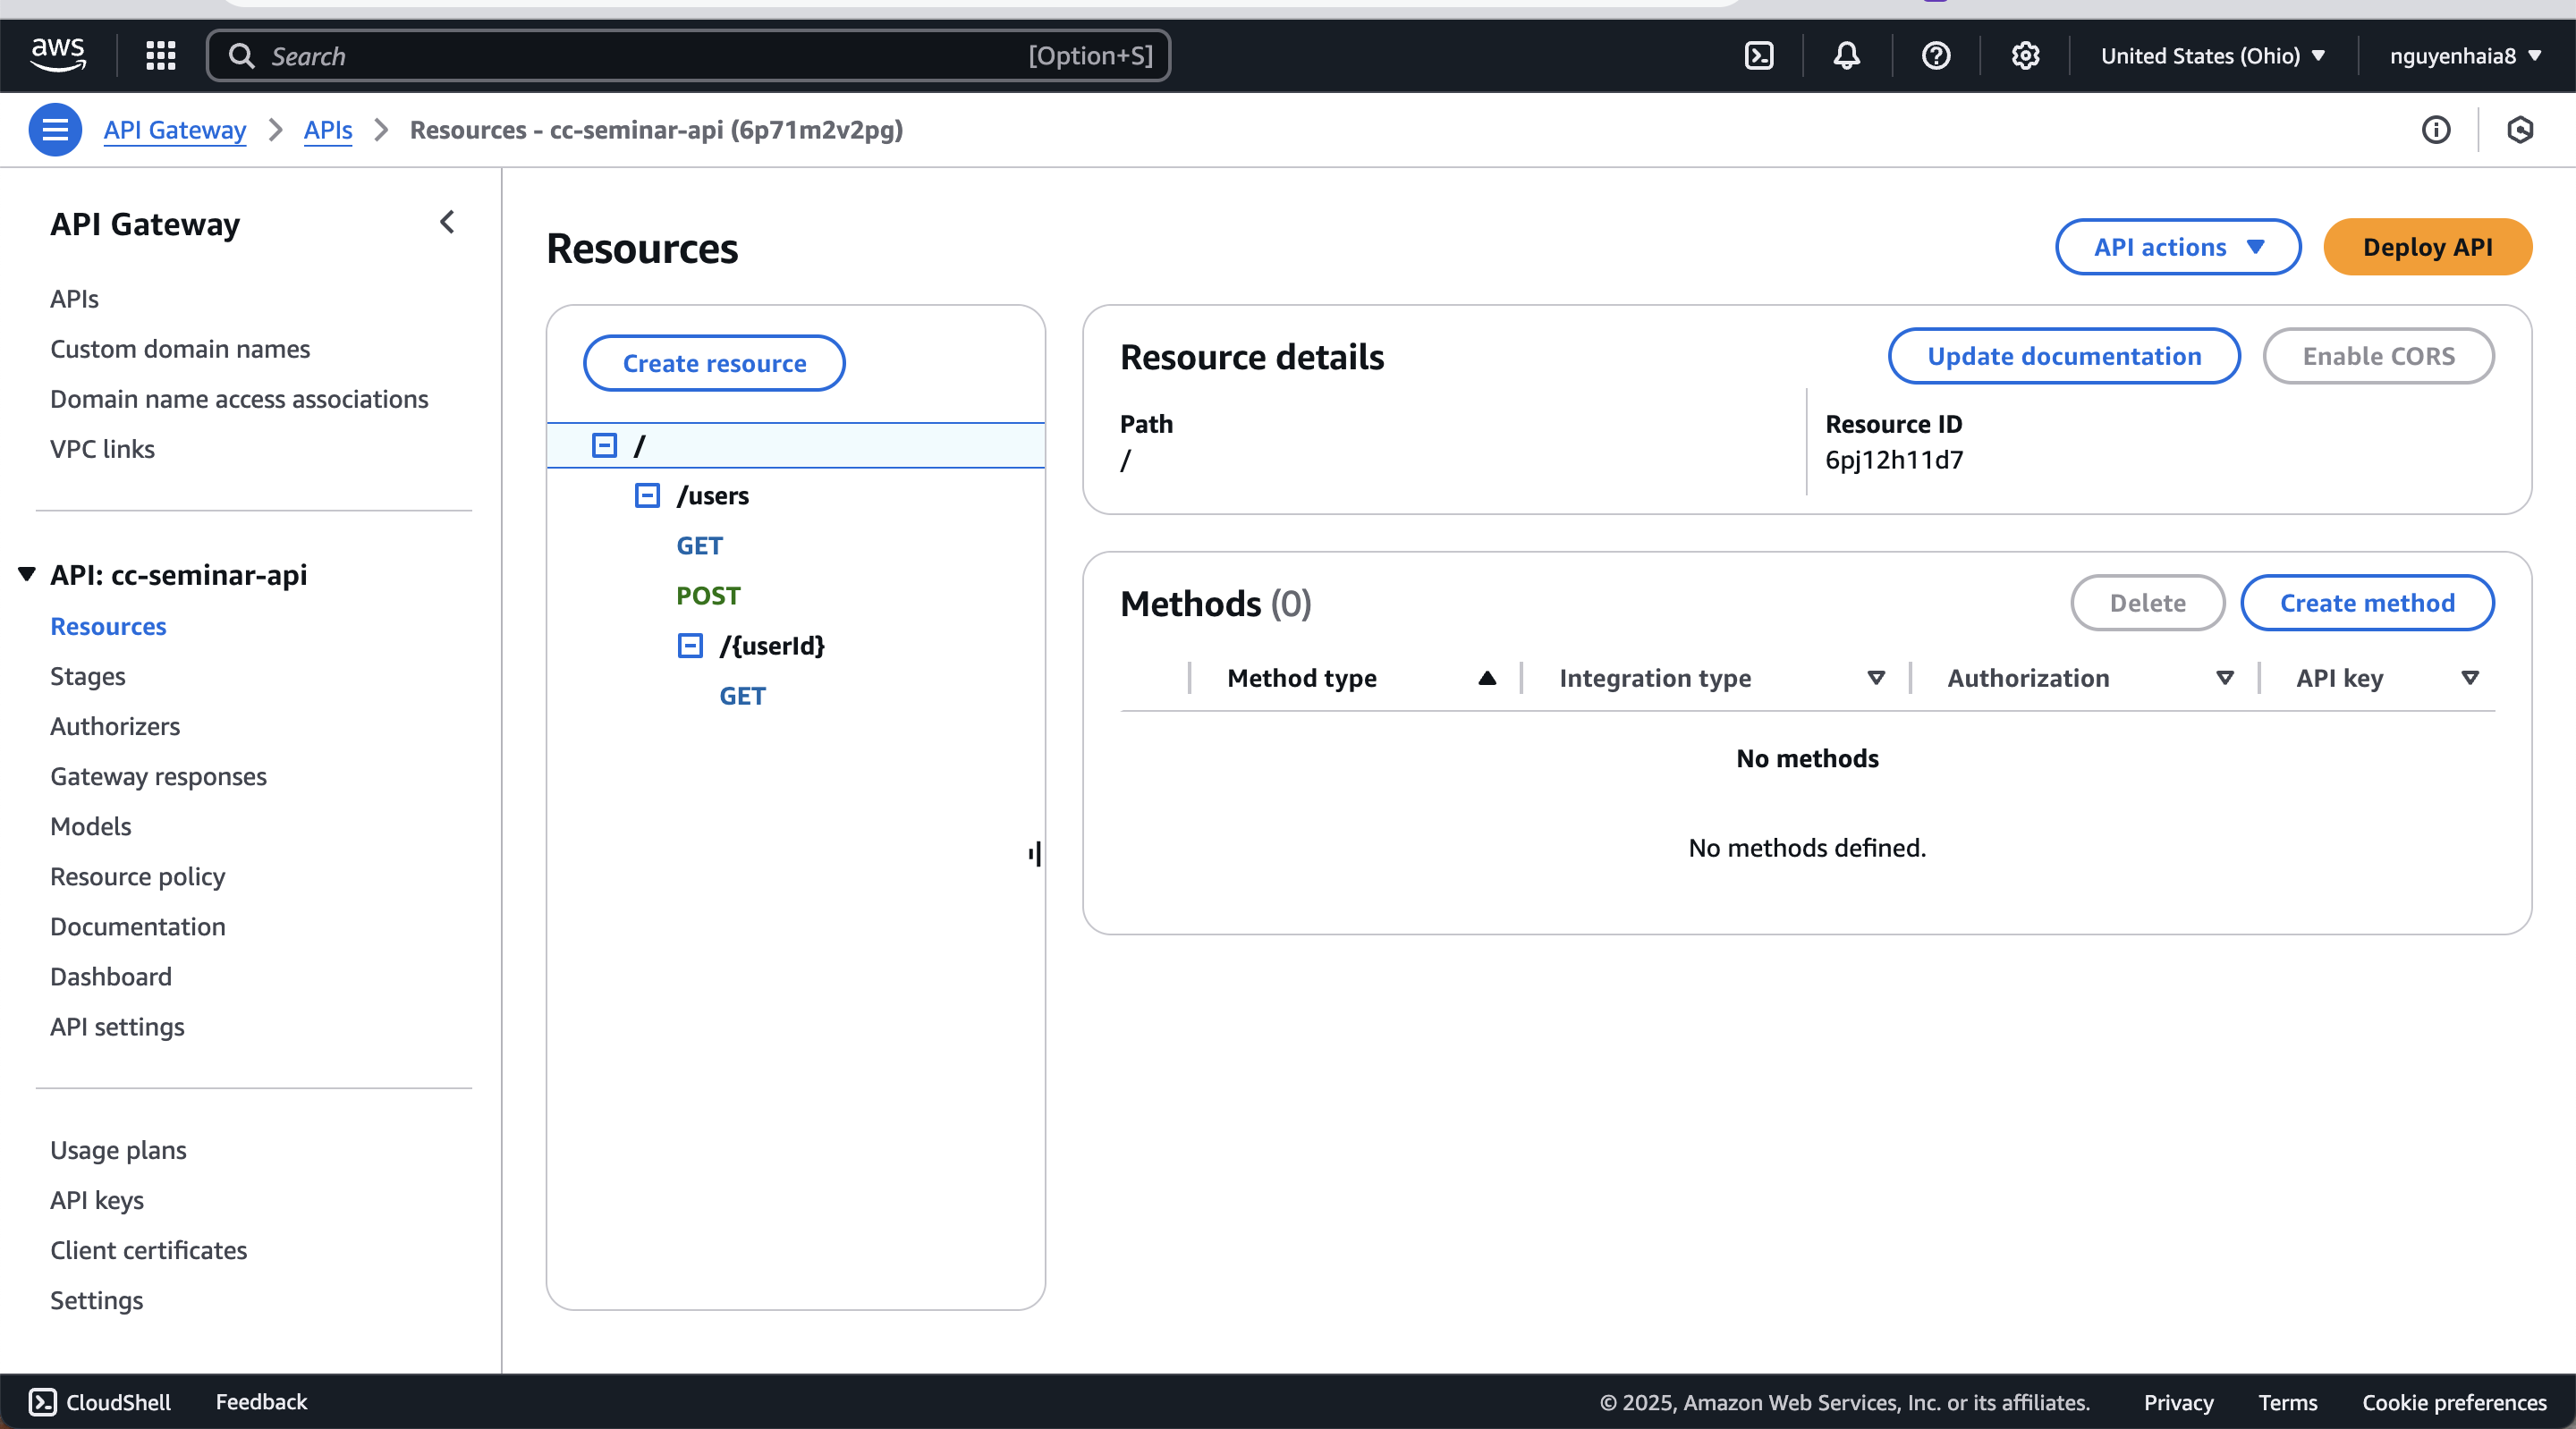 aws
Search [Option+S]
United States (Ohio)
nguyenhaia8
API Gateway
APIs
Resources - cc-seminar-api (6p71m2v2pg)
API Gateway
APIs
Custom domain names
Domain name access associations
VPC links
API: cc-seminar-api
Resources
Stages
Authorizers
Gateway responses
Models
Resource policy
Documentation
Dashboard
API settings
Usage plans
API keys
Client certificates
Settings
Resources
API actions
Deploy API
Create resource
/
/users
GET
POST
/{userId}
GET
Resource details
Update documentation
Enable CORS
Path
/
Resource ID
6pj12h11d7
Methods (0)
Delete
Create method
Method type
Integration type
Authorization
API key
No methods
No methods defined.
CloudShell
Feedback
© 2025, Amazon Web Services, Inc. or its affiliates.
Privacy
Terms
Cookie preferences